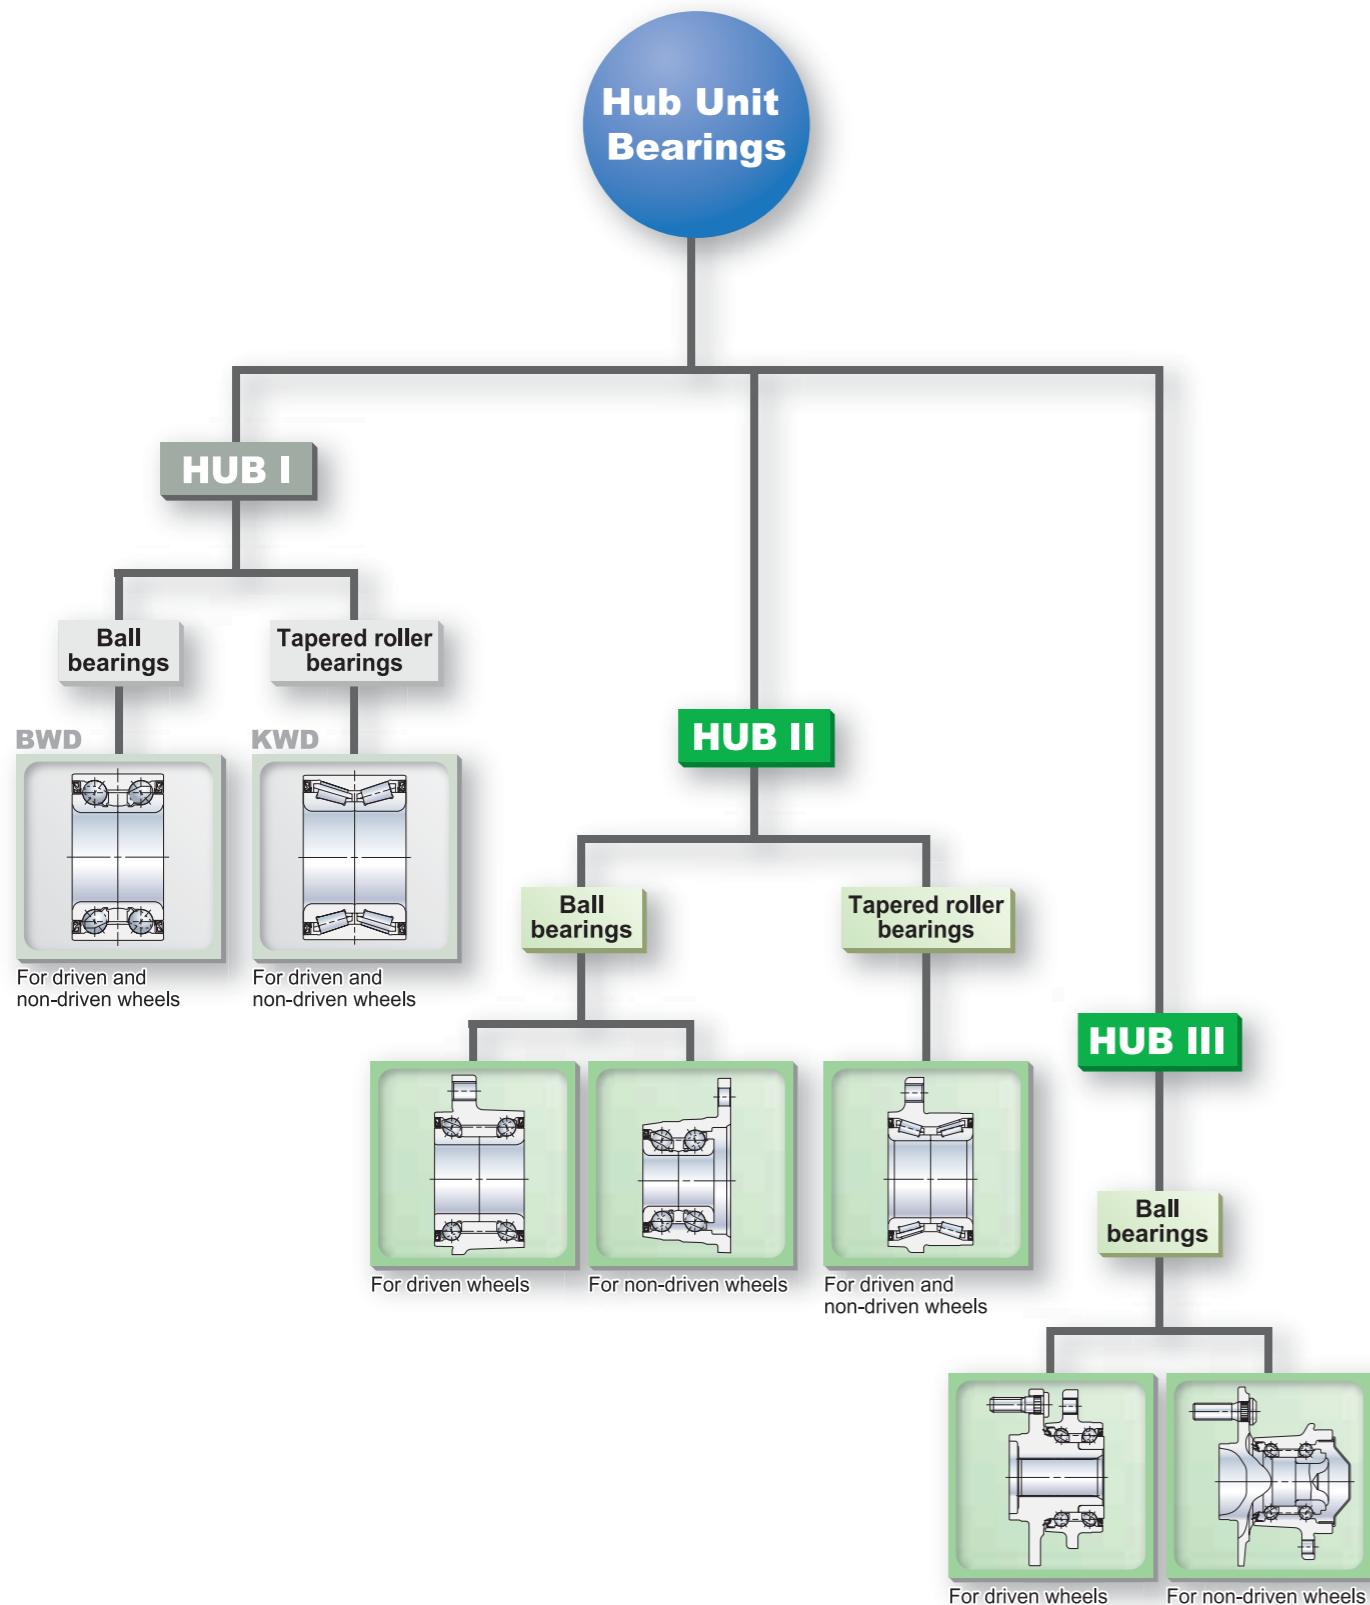 Hub Unit
Bearings
HUB I
Ball
bearings
Tapered roller
bearings
BWD
KWD
For driven and
non-driven wheels
For driven and
non-driven wheels
HUB II
Ball
bearings
Tapered roller
bearings
For driven wheels
For non-driven wheels
For driven and
non-driven wheels
HUB III
Ball
bearings
For driven wheels
For non-driven wheels